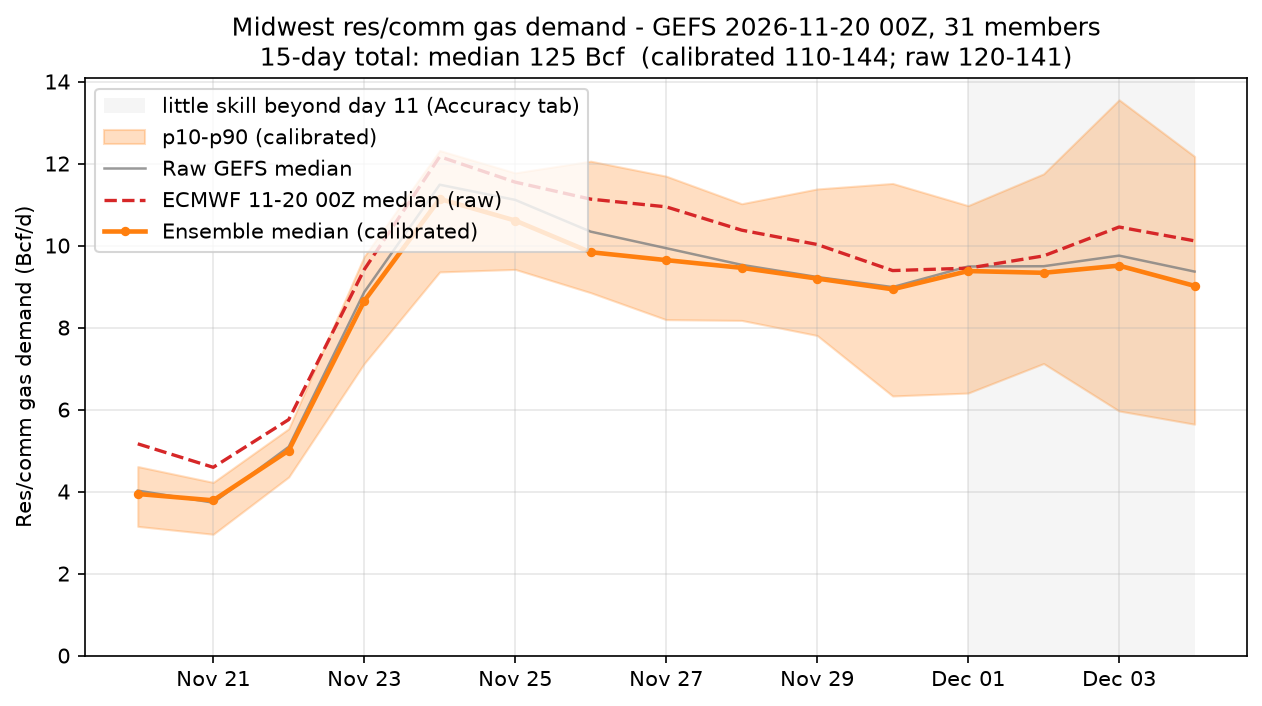 Midwest res/comm gas demand - GEFS 2026-11-20 00Z, 31 members
15-day total: median 125 Bcf  (calibrated 110-144; raw 120-141)
little skill beyond day 11 (Accuracy tab)
p10-p90 (calibrated)
Raw GEFS median
ECMWF 11-20 00Z median (raw)
Ensemble median (calibrated)
Res/comm gas demand (Bcf/d)
14
12
10
8
6
4
2
0
Nov 21
Nov 23
Nov 25
Nov 27
Nov 29
Dec 01
Dec 03